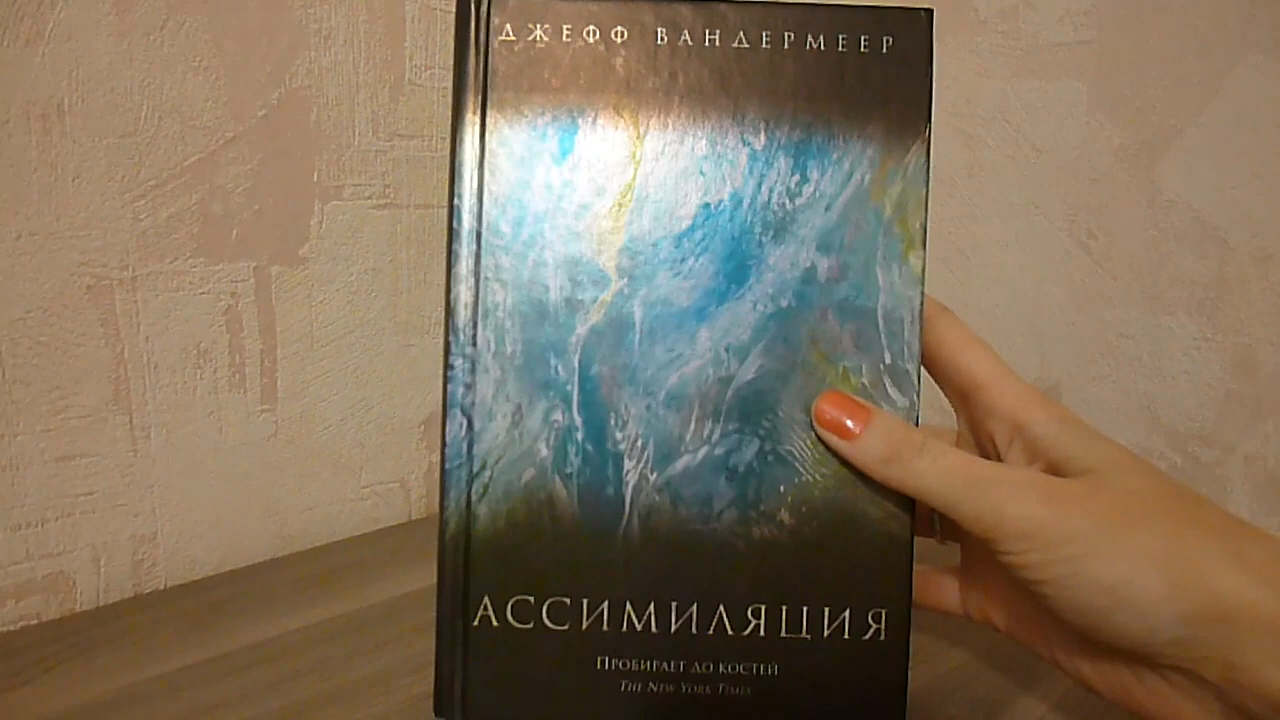 ДЖЕФФ ВАНДЕРМЕЕР
АССИМИЛЯЦИЯ
ПРОБИРАЕТ ДО КОСТЕЙ
THE NEW YORK TIMES